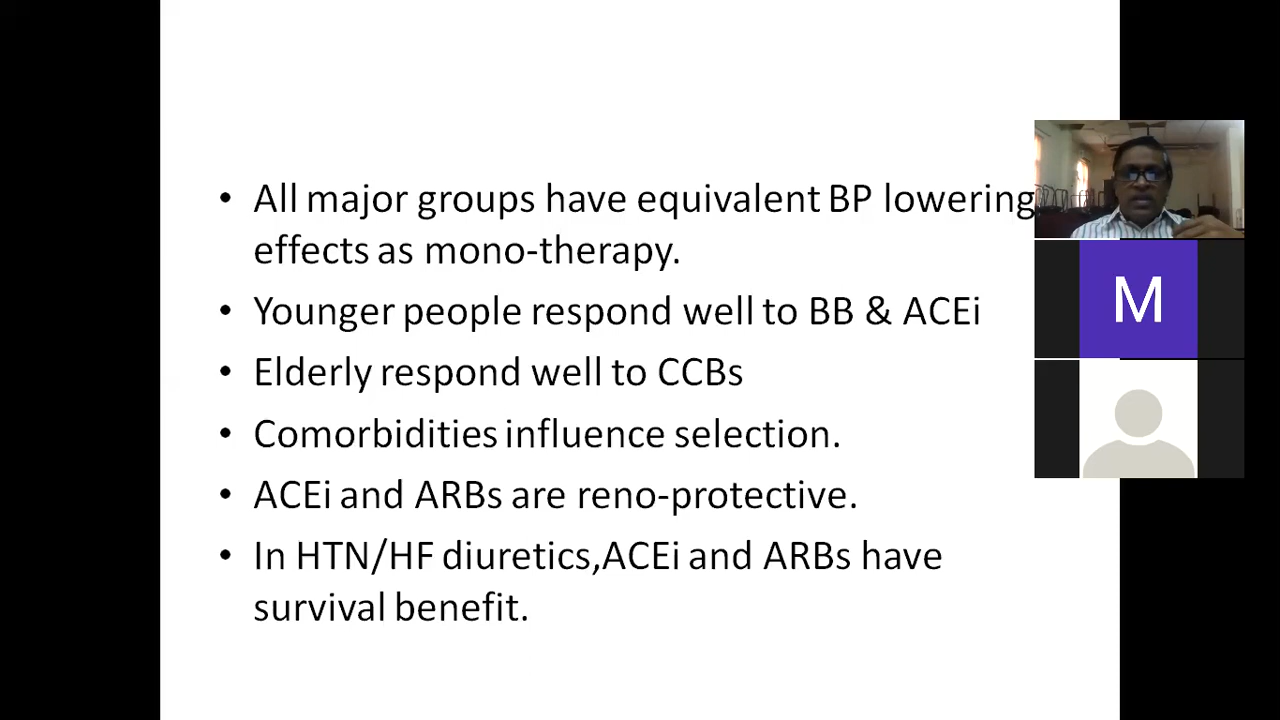 • All major groups have equivalent BP lowering
effects as mono-therapy.
• Younger people respond well to BB & ACEi
• Elderly respond well to CCBs
• Comorbidities influence selection.
• ACEi and ARBs are reno-protective.
• In HTN/HF diuretics,ACEi and ARBs have
survival benefit.
M